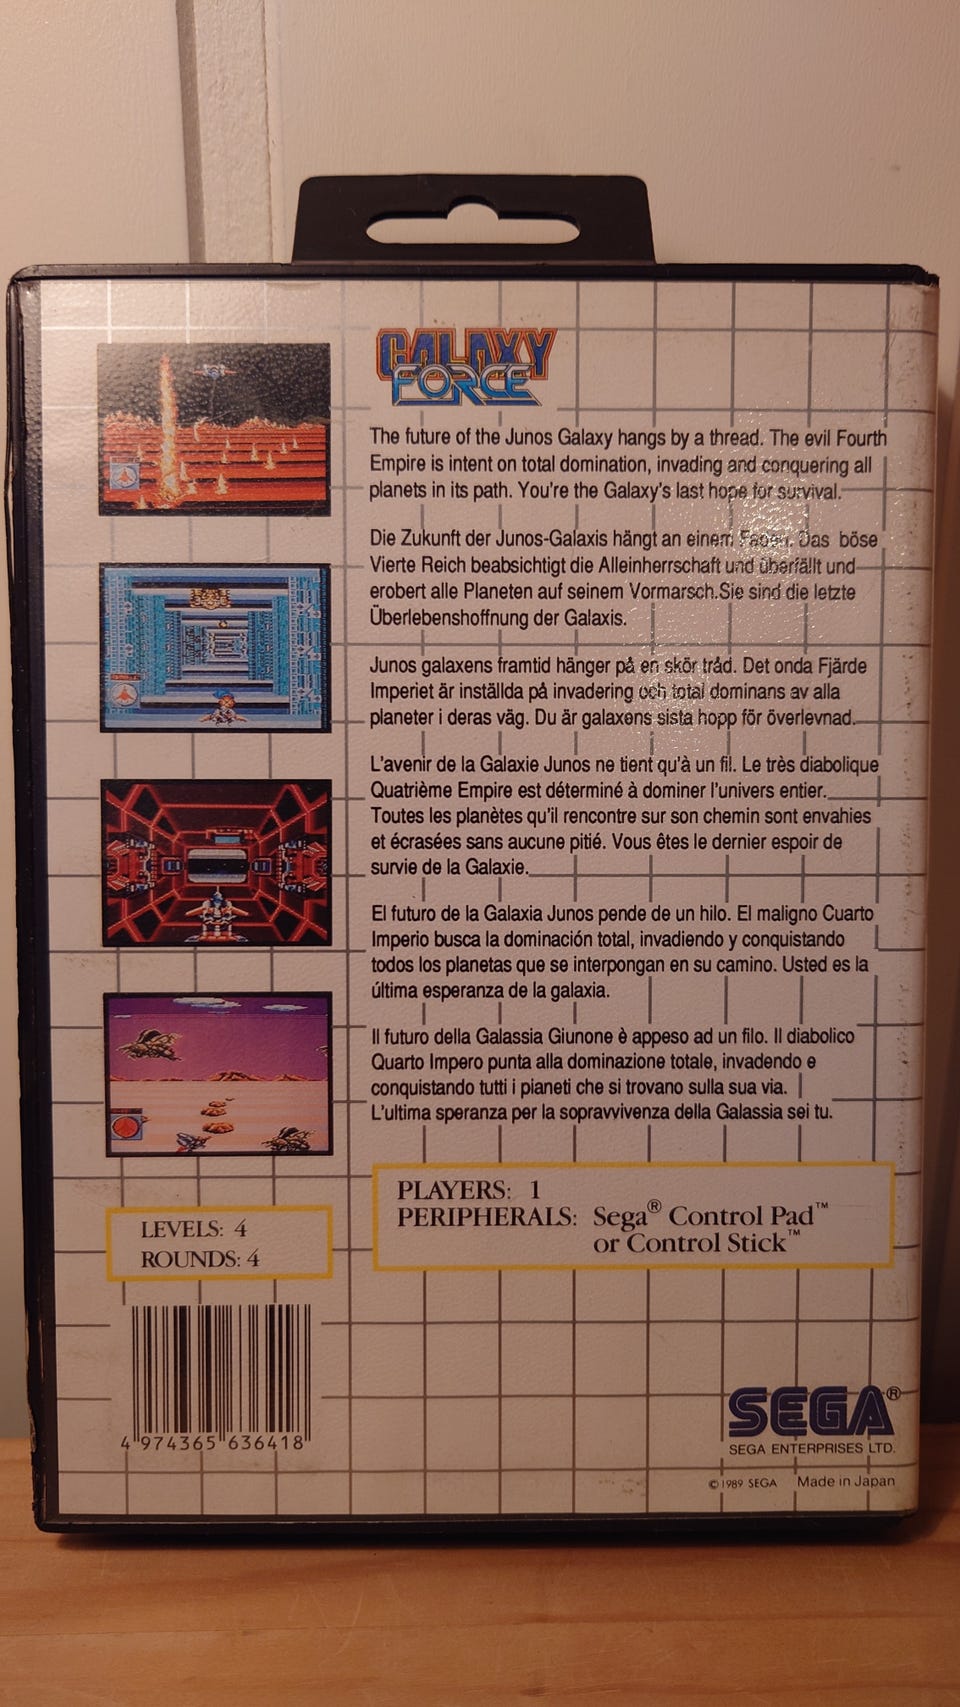 GALAXY
FORCE
The future of the Junos Galaxy hangs by a thread. The evil Fourth
Empire is intent on total domination, invading and conquering all
planets in its path. You're the Galaxy's last hope for survival.
Die Zukunft der Junos-Galaxis hängt an einem Faden. Das böse
Vierte Reich beabsichtigt die Alleinherrschaft und überfällt und
erobert alle Planeten auf seinem Vormarsch.Sie sind die letzte
Überlebenshoffnung der Galaxis.
Junos galaxens framtid hänger på en skör tråd. Det onda Fjärde
Imperiet är inställda på invadering och total dominans av alla
planeter i deras väg. Du är galaxens sista hopp för överlevnad.
L'avenir de la Galaxie Junos ne tient qu'à un fil. Le très diabolique
Quatrième Empire est déterminé à dominer l'univers entier.
Toutes les planètes qu'il rencontre sur son chemin sont envahies
et écrasées sans aucune pitié. Vous êtes le dernier espoir de
survie de la Galaxie.
El futuro de la Galaxia Junos pende de un hilo. El maligno Cuarto
Imperio busca la dominación total, invadiendo y conquistando
todos los planetas que se interpongan en su camino. Usted es la
última esperanza de la galaxia.
Il futuro della Galassia Giunone è appeso ad un filo. Il diabolico
Quarto Impero punta alla dominazione totale, invadendo e
conquistando tutti i pianeti che si trovano sulla sua via.
L'ultima speranza per la sopravvivenza della Galassia sei tu.
PLAYERS: 1
PERIPHERALS: Sega® Control Pad™
or Control Stick™
LEVELS: 4
ROUNDS: 4
4 974365 636418
SEGA®
SEGA ENTERPRISES LTD.
©1989 SEGA Made in Japan